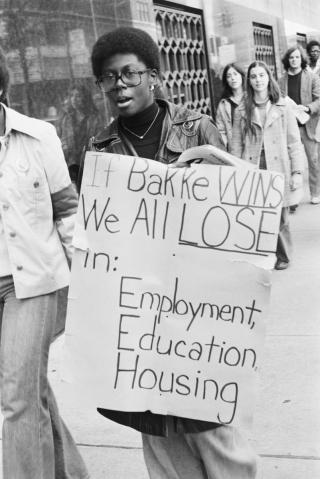 If Bakke WINS
We All LOSE
in:
Employment,
Education,
Housing